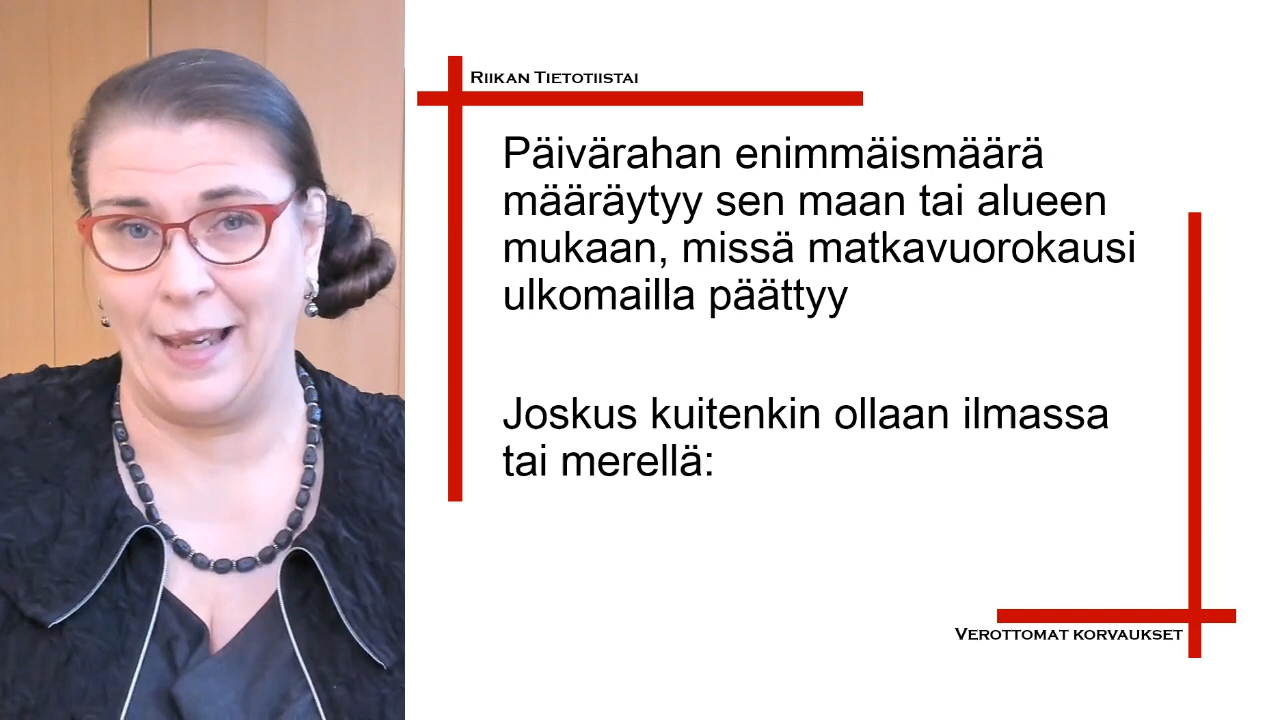 Riikan Tietotiistai
Päivärahan enimmäismäärä
määräytyy sen maan tai alueen
mukaan, missä matkavuorokausi
ulkomailla päättyy
Joskus kuitenkin ollaan ilmassa
tai merellä:
Verottomat korvaukset